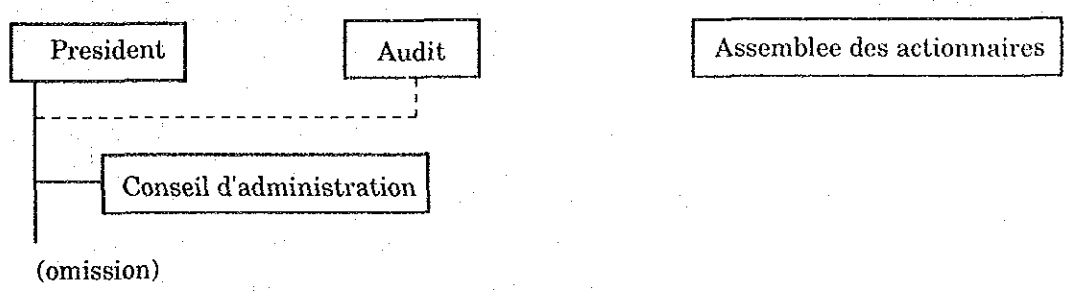 President
Audit
Assemblee des actionnaires
Conseil d'administration
(omission)